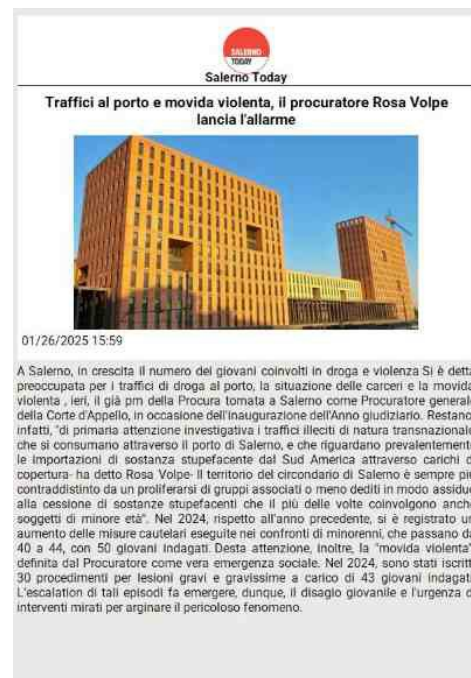 SALERNO
TODAY
Salerno Today
Traffici al porto e movida violenta, il procuratore Rosa Volpe
lancia l'allarme
01/26/2025 15:59
A Salerno, in crescita il numero dei giovani coinvolti in droga e violenza Si è detta
preoccupata per i traffici di droga al porto, la situazione delle carceri e la movida
violenta , ieri, il già pm della Procura tornata a Salerno come Procuratore generale
della Corte d'Appello, in occasione dell'inaugurazione dell'Anno giudiziario. Restano,
infatti, "di primaria attenzione investigativa i traffici illeciti di natura transnazionale
che si consumano attraverso il porto di Salerno, e che riguardano prevalentemente
le importazioni di sostanza stupefacente dal Sud America attraverso carichi d
copertura- ha detto Rosa Volpe- Il territorio del circondario di Salerno è sempre più
contraddistinto da un proliferarsi di gruppi associati o meno dediti in modo assiduo
alla cessione di sostanze stupefacenti che il più delle volte coinvolgono anche
soggetti di minore età". Nel 2024, rispetto all'anno precedente, si è registrato un
aumento delle misure cautelari eseguite nei confronti di minorenni, che passano da
40 a 44, con 50 giovani indagati. Desta attenzione, inoltre, la "movida violenta"
definita dal Procuratore come vera emergenza sociale. Nel 2024, sono stati iscritt
30 procedimenti per lesioni gravi e gravissime a carico di 43 giovani indagat
L'escalation di tali episodi fa emergere, dunque, il disagio giovanile e l'urgenza d
interventi mirati per arginare il pericoloso fenomeno.